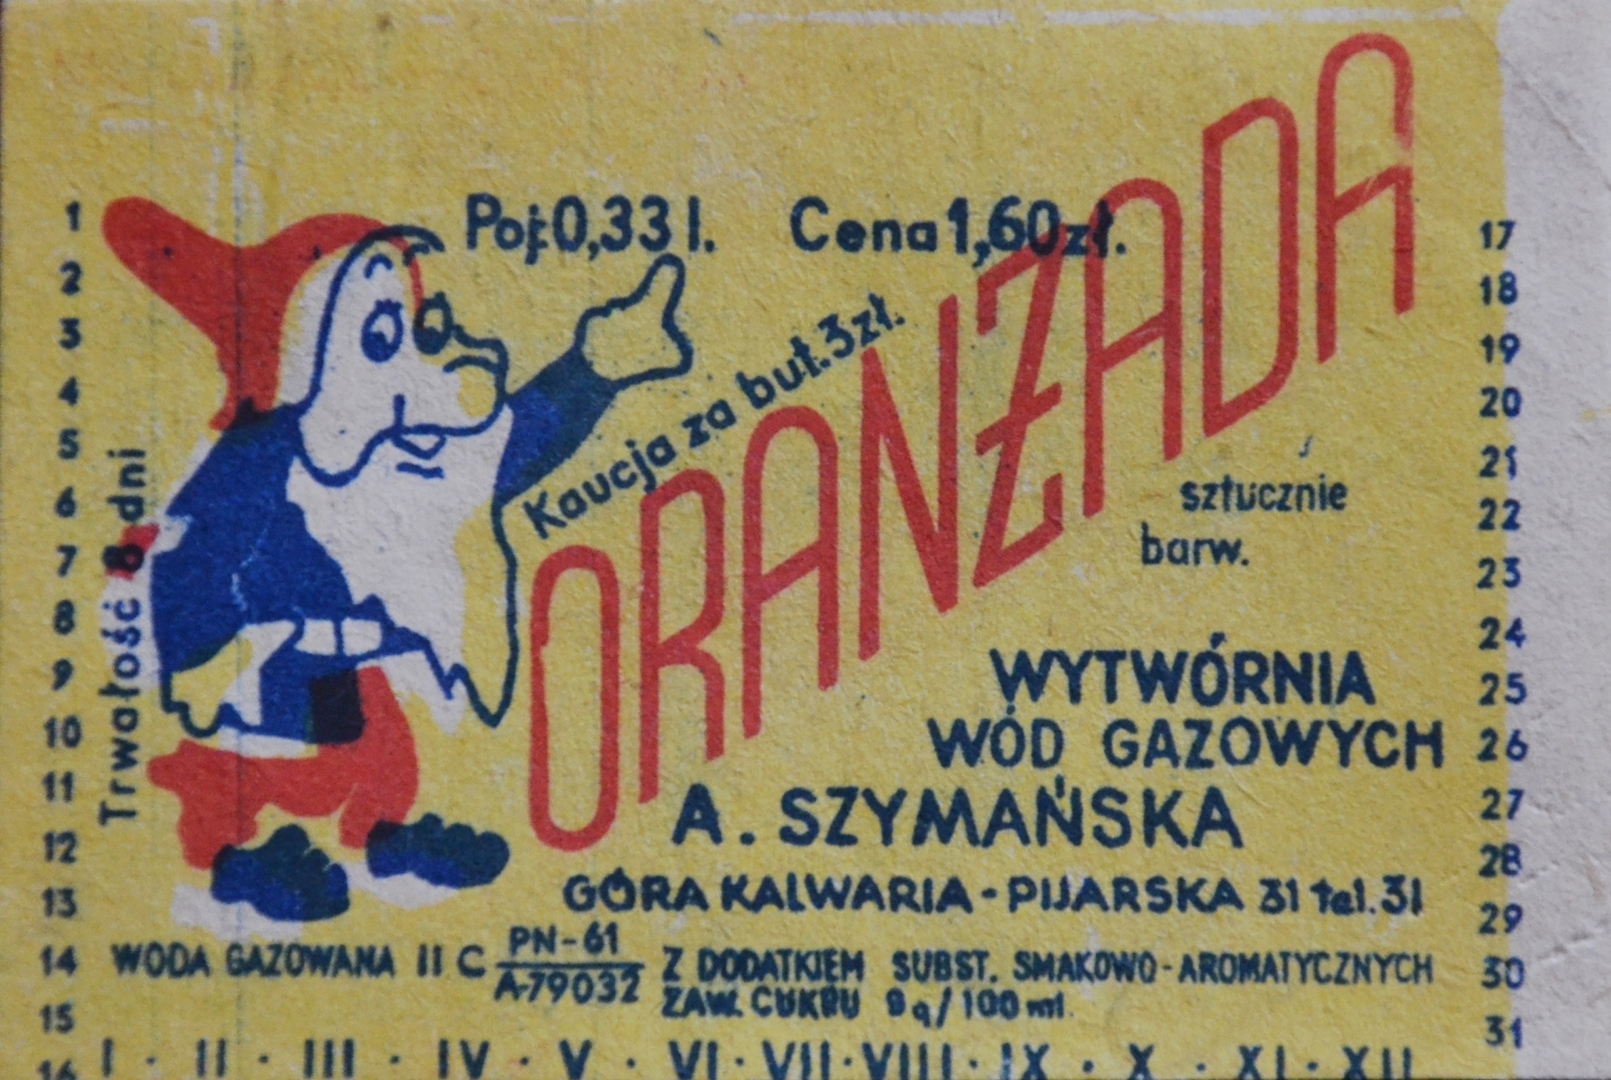 Poj:0,33 l. Cena 1,60 zł.
Kaucja za but. 3 zł.
ORANŻADA
sztucznie
barw.
WYTWÓRNIA
WÓD GAZOWYCH
A. SZYMAŃSKA
GÓRA KALWARIA - PIJARSKA 31 tel. 31
WODA GAZOWANA II C PN-61
A-79032
Z DODATKIEM SUBST. SMAKOWO-AROMATYCZNYCH
ZAW. CUKRU 8 g/100 ml.
Trwałość 8 dni
1
2
3
4
5
6
7
8
9
10
11
12
13
14
15
16
I · II · III · IV · V · VI · VII · VIII · IX · X · XI · XII
17
18
19
20
21
22
23
24
25
26
27
28
29
30
31